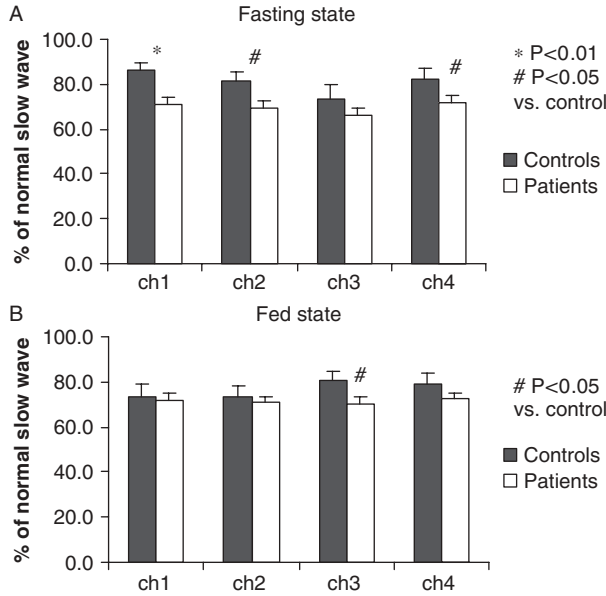 A
Fasting state
% of normal slow wave
100.0
80.0
60.0
40.0
20.0
0.0
* # #
ch1 ch2 ch3 ch4
* P<0.01
# P<0.05
vs. control
Controls
Patients
B
Fed state
% of normal slow wave
100.0
80.0
60.0
40.0
20.0
0.0
#
ch1 ch2 ch3 ch4
# P<0.05
vs. control
Controls
Patients